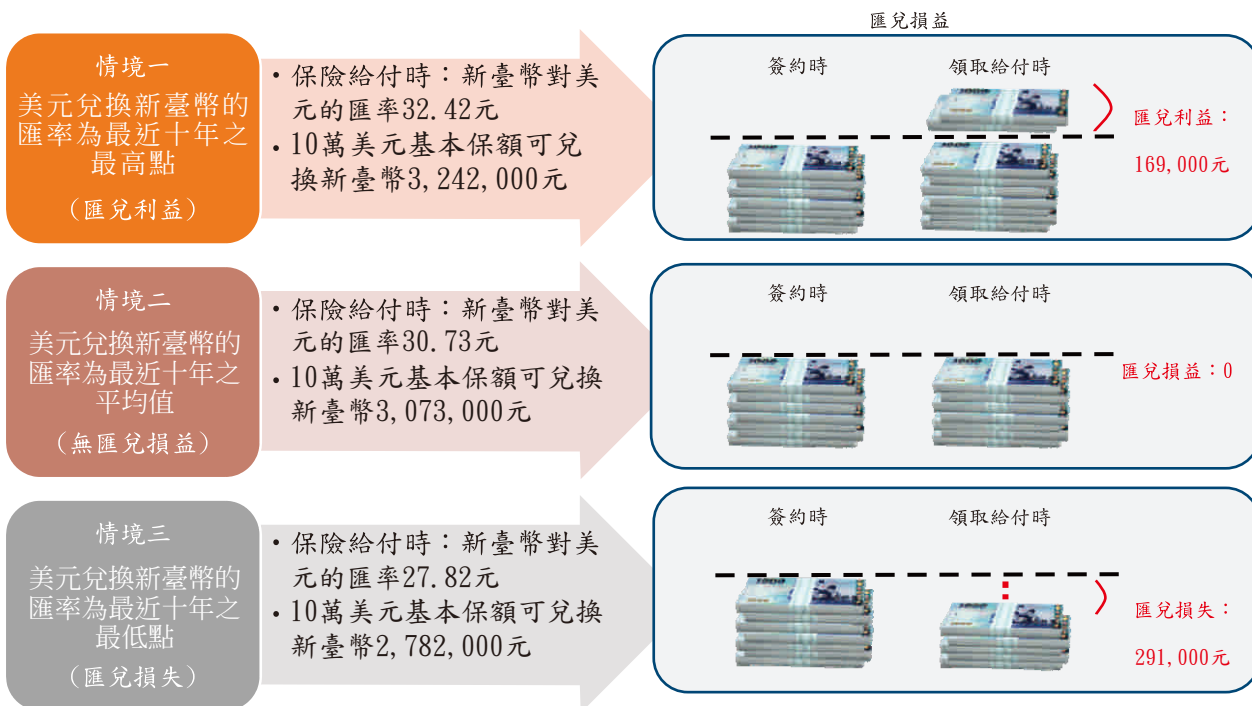 匯兌損益
情境一
美元兌換新臺幣的
匯率為最近十年之
最高點
（匯兌利益）
・保險給付時：新臺幣對美
元的匯率32.42元
・10萬美元基本保額可兌
換新臺幣3,242,000元
簽約時
領取給付時
匯兌利益：
169,000元
情境二
美元兌換新臺幣的
匯率為最近十年之
平均值
（無匯兌損益）
・保險給付時：新臺幣對美
元的匯率30.73元
・10萬美元基本保額可兌換
新臺幣3,073,000元
簽約時
領取給付時
匯兌損益：0
情境三
美元兌換新臺幣的
匯率為最近十年之
最低點
（匯兌損失）
・保險給付時：新臺幣對美
元的匯率27.82元
・10萬美元基本保額可兌換
新臺幣2,782,000元
簽約時
領取給付時
匯兌損失：
291,000元